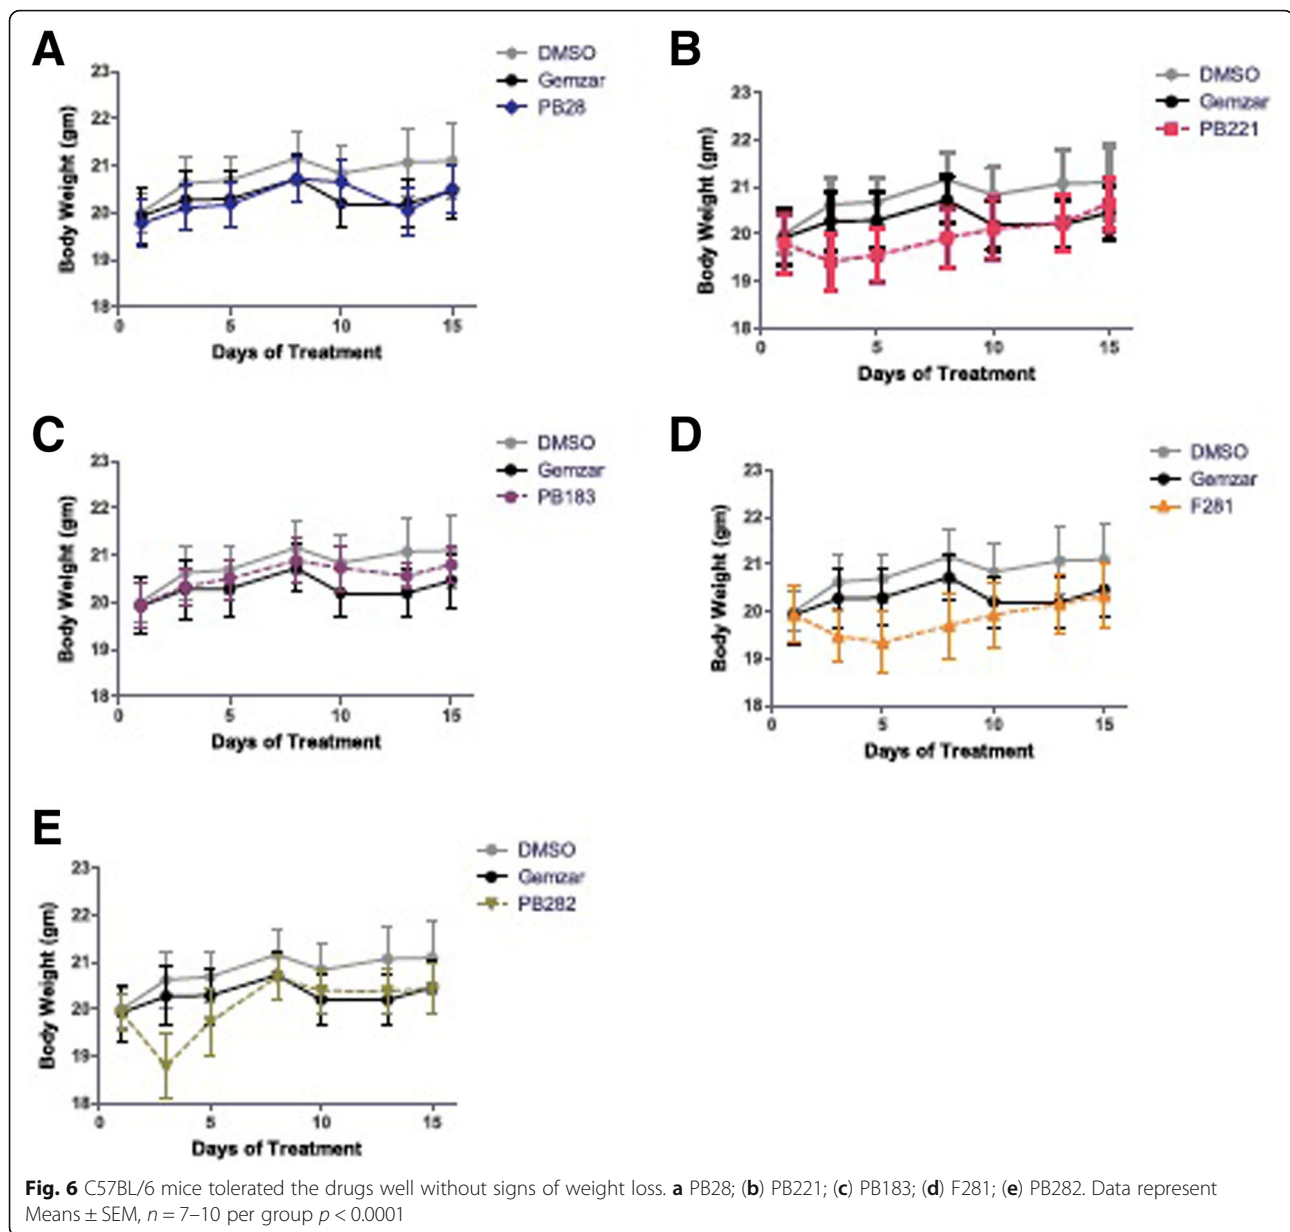 A
DMSO
Gemzar
PB28
23
22
21
20
19
18
Body Weight (gm)
0 5 10 15
Days of Treatment
B
DMSO
Gemzar
PB221
23
22
21
20
19
18
Body Weight (gm)
0 5 10 15
Days of Treatment
C
DMSO
Gemzar
PB183
23
22
21
20
19
18
Body Weight (gm)
0 5 10 15
Days of Treatment
D
DMSO
Gemzar
F281
23
22
21
20
19
18
Body Weight (gm)
0 5 10 15
Days of Treatment
E
DMSO
Gemzar
PB282
23
22
21
20
19
18
Body Weight (gm)
0 5 10 15
Days of Treatment
Fig. 6 C57BL/6 mice tolerated the drugs well without signs of weight loss. a PB28; (b) PB221; (c) PB183; (d) F281; (e) PB282. Data represent
Means ± SEM, n = 7–10 per group p < 0.0001